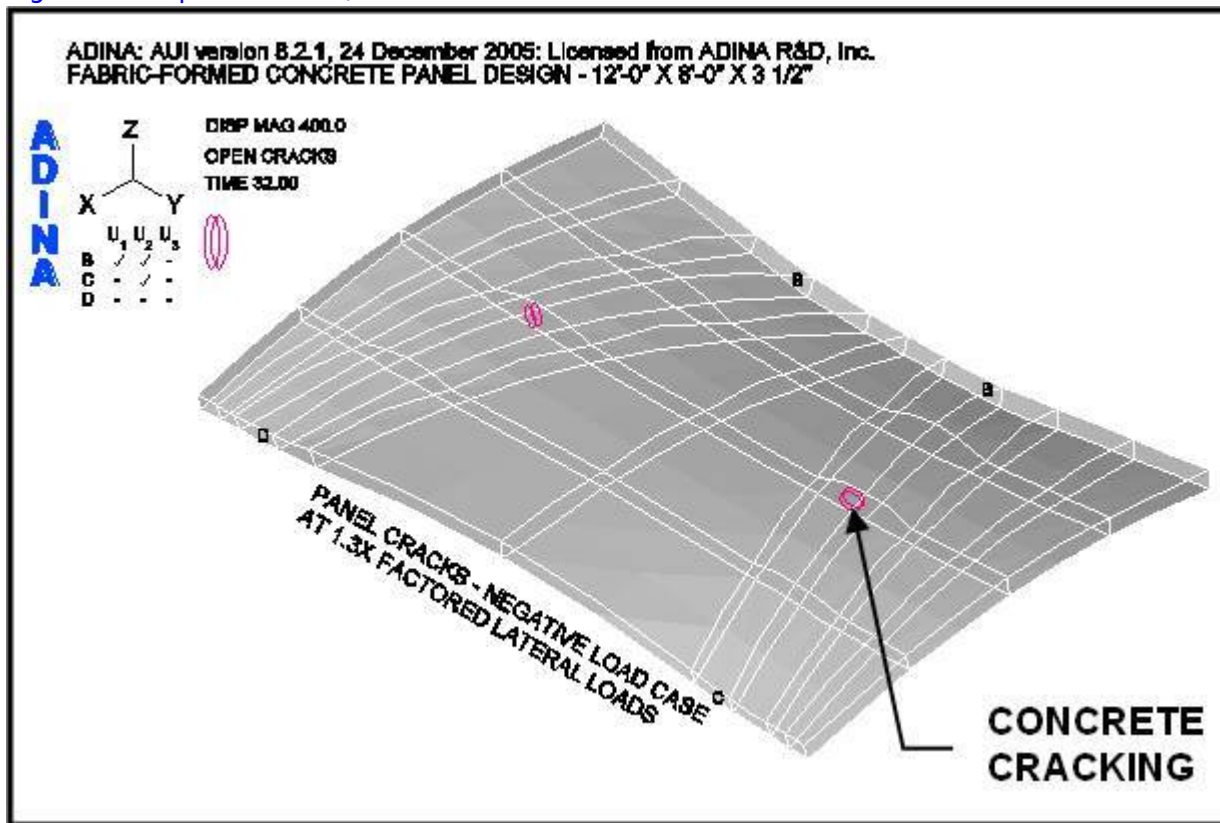 ADINA: AUI version 8.2.1, 24 December 2005: Licensed from ADINA R&D, Inc.
FABRIC-FORMED CONCRETE PANEL DESIGN - 12'-0" X 8'-0" X 3 1/2"
ADINA
Z
X Y
DISP MAG 400.0
OPEN CRACKS
TIME 32.00
U1 U2 U3
B / / -
C - / -
D - - -
B
B
D
C
PANEL CRACKS - NEGATIVE LOAD CASE
AT 1.3X FACTORED LATERAL LOADS
CONCRETE
CRACKING